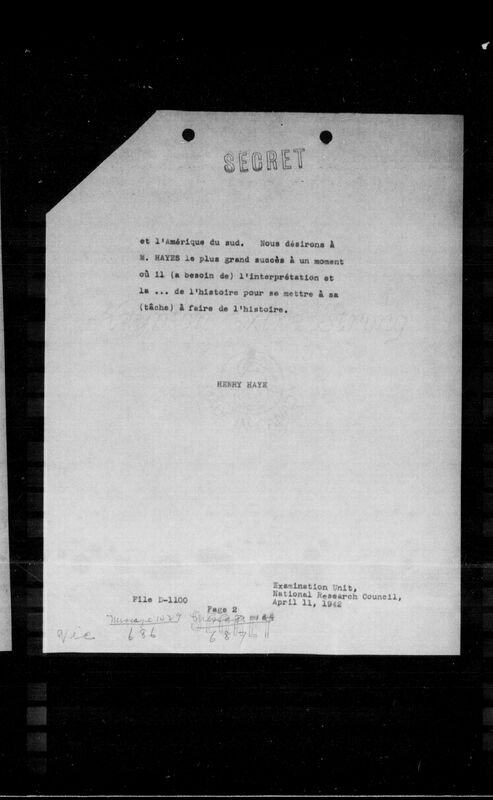 SECRET
et l'Amérique du sud. Nous désirons à
M. HAYES le plus grand succès à un moment
où il (a besoin de) l'interprétation et
la ... de l'histoire pour se mettre à sa
(tâche) à faire de l'histoire.
HENRY HAYE
Examination Unit,
National Research Council,
April 11, 1942
File D-1100
Page 2
Vic
686
687